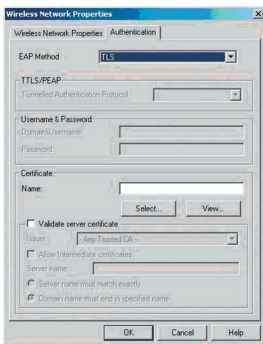 Wireless Network Properties
Wireless Network Properties
Authentication
EAP Method
TLS
TTLS/PEAP
Tunnelled Authentication Protocol
Username & Password
Domain\Username:
Password:
Certificate
Name:
Select...
View...
Validate server certificate
Issuer:
- Any Trusted CA -
Allow Intermediate certificates
Server name:
Server name must match exactly
Domain name must end in specified name
OK
Cancel
Help